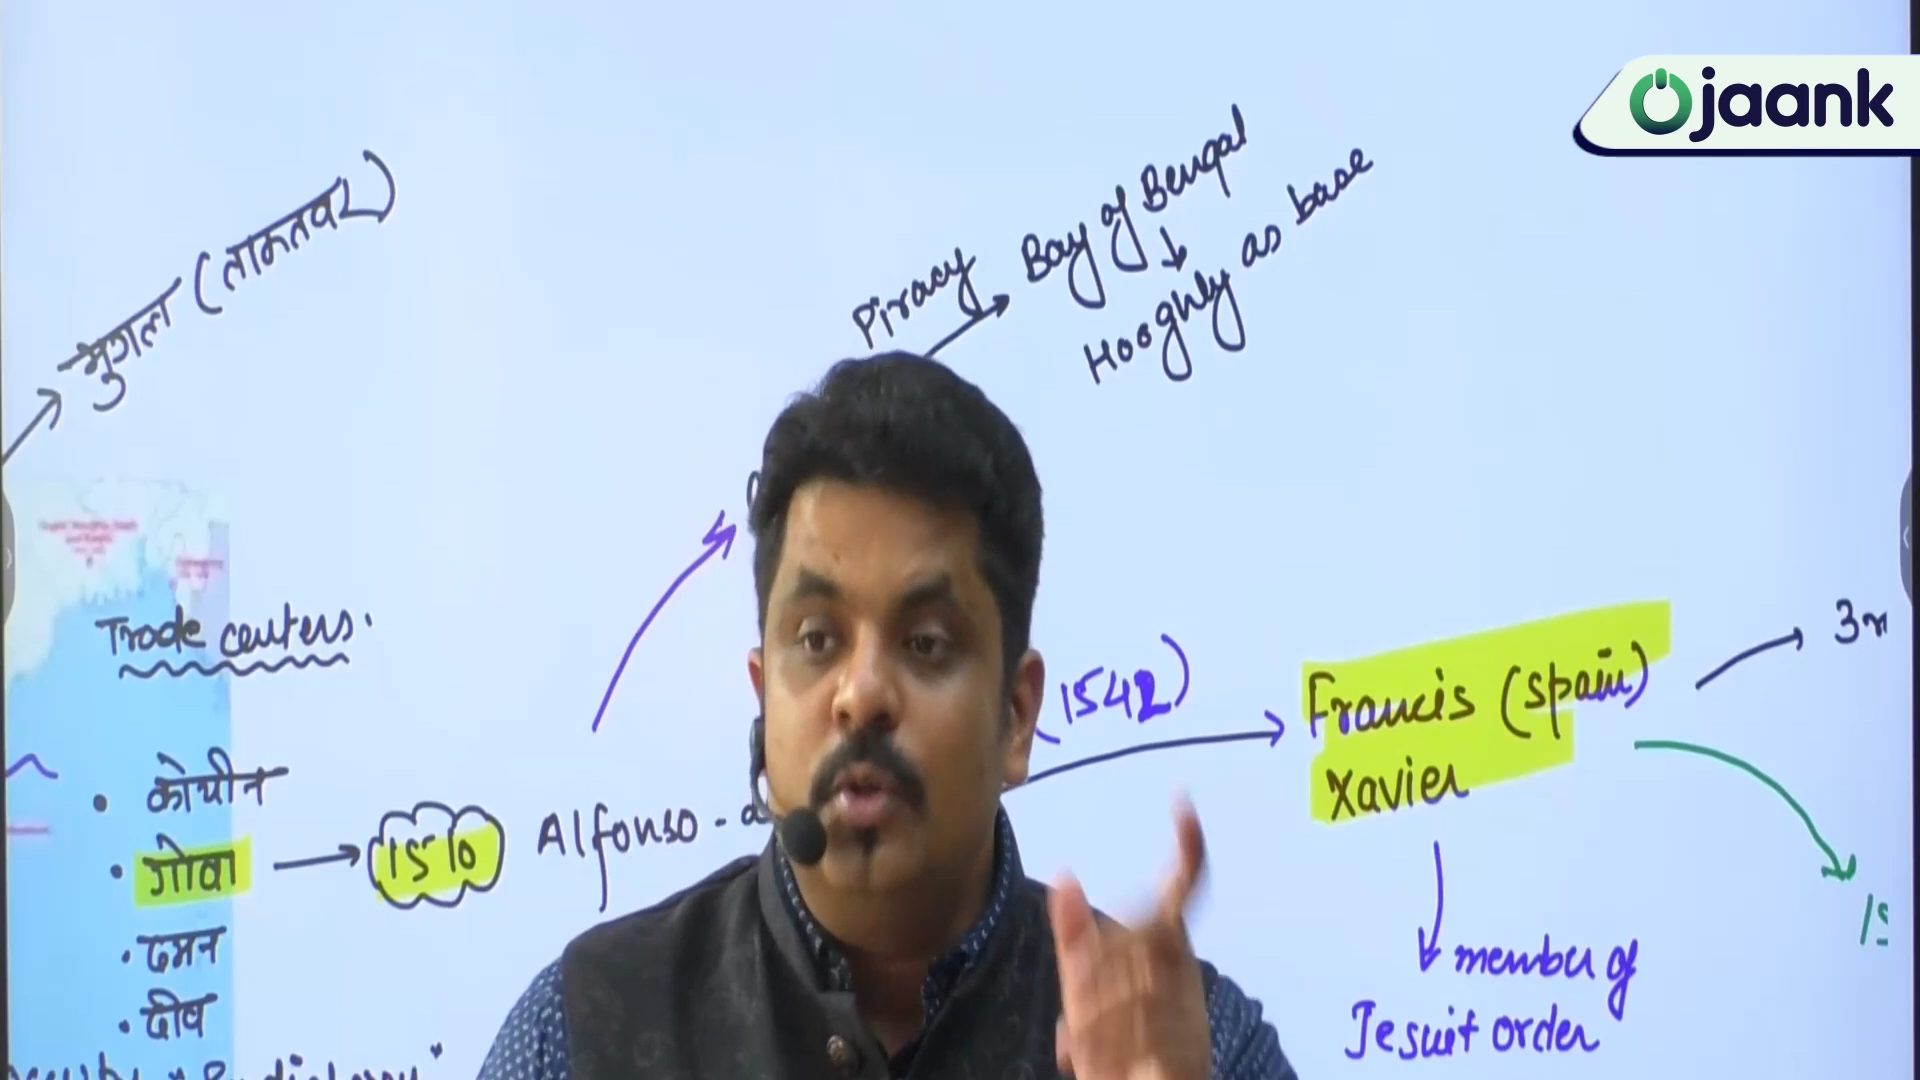 Ojaank
मुगल (ताकतवर)
Piracy
Bay of Bengal
Hooghly as base
Trade centers.
(1542)
Francis (Spain)
Xavier
3
• कोचीन
• गोवा
1510
Alfonso - a
• दमन
• दीव
member of
Jesuit order